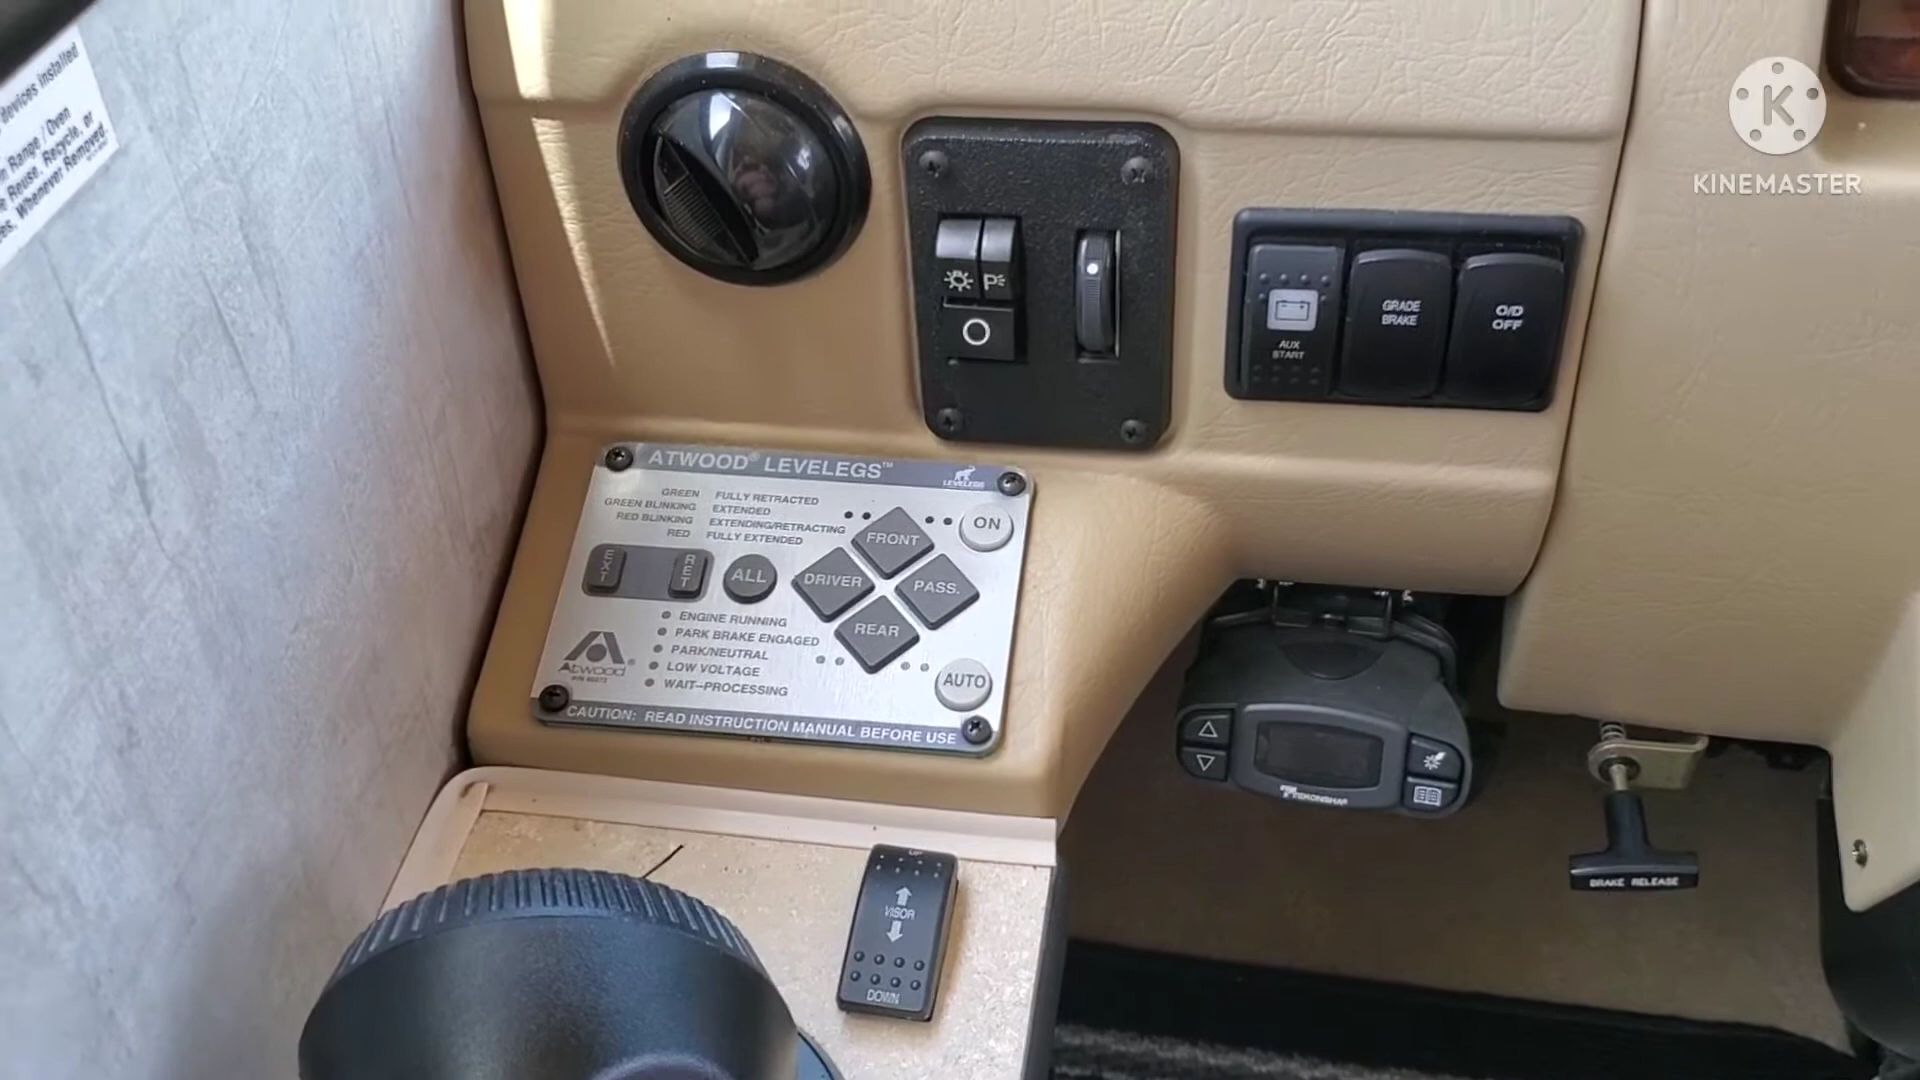 devices installed
n Range / Oven
Reuse, Recycle, or
es. Whenever Removed.
K
KINEMASTER
P
AUX
START
GRADE
BRAKE
O/D
OFF
ATWOOD® LEVELEGS™
LEVELEGS
GREEN FULLY RETRACTED
GREEN BLINKING EXTENDED
RED BLINKING EXTENDING/RETRACTING
RED FULLY EXTENDED
ON
FRONT
EXT
RET
ALL
DRIVER
PASS.
REAR
ENGINE RUNNING
PARK BRAKE ENGAGED
PARK/NEUTRAL
LOW VOLTAGE
WAIT–PROCESSING
Atwood®
AUTO
CAUTION: READ INSTRUCTION MANUAL BEFORE USE
BRAKE RELEASE
UP
VISOR
DOWN